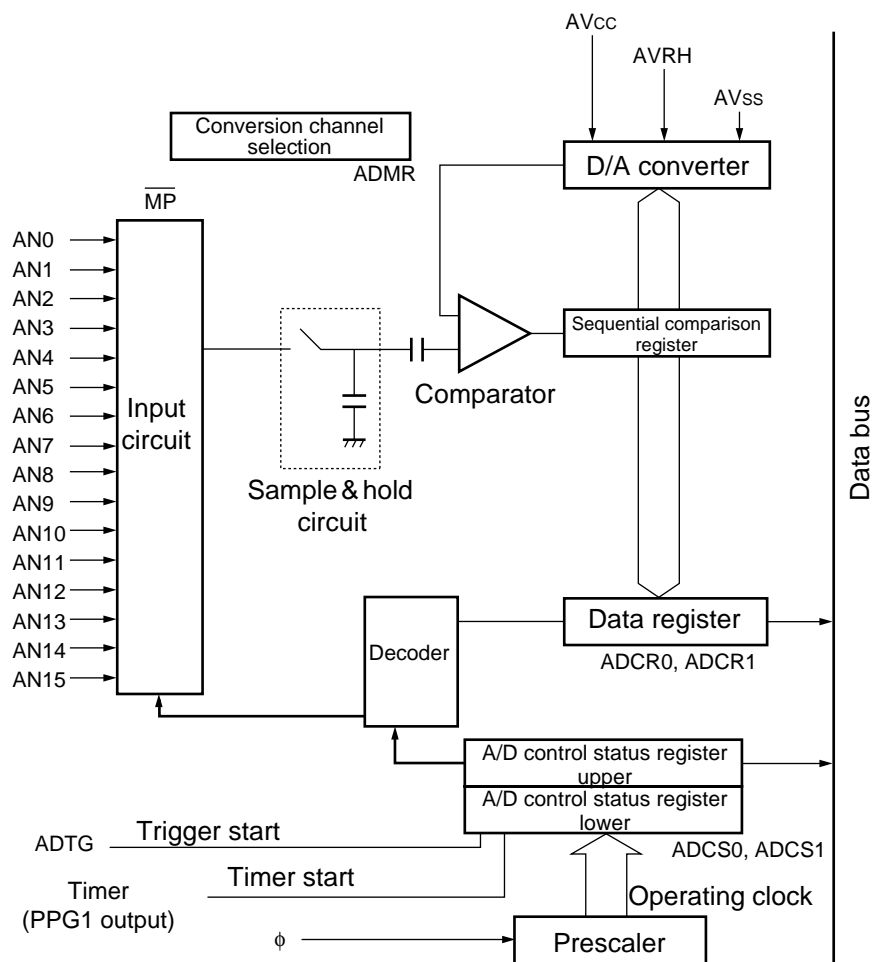 AVCC
AVRH
AVSS
Conversion channel
selection
ADMR
D/A converter
MP
AN0
AN1
AN2
AN3
AN4
AN5
AN6
AN7
AN8
AN9
AN10
AN11
AN12
AN13
AN14
AN15
Input
circuit
Sample & hold
circuit
Comparator
Sequential comparison
register
Data bus
Decoder
Data register
ADCR0, ADCR1
A/D control status register
upper
A/D control status register
lower
ADCS0, ADCS1
ADTG
Trigger start
Timer
(PPG1 output)
Timer start
Operating clock
ϕ
Prescaler